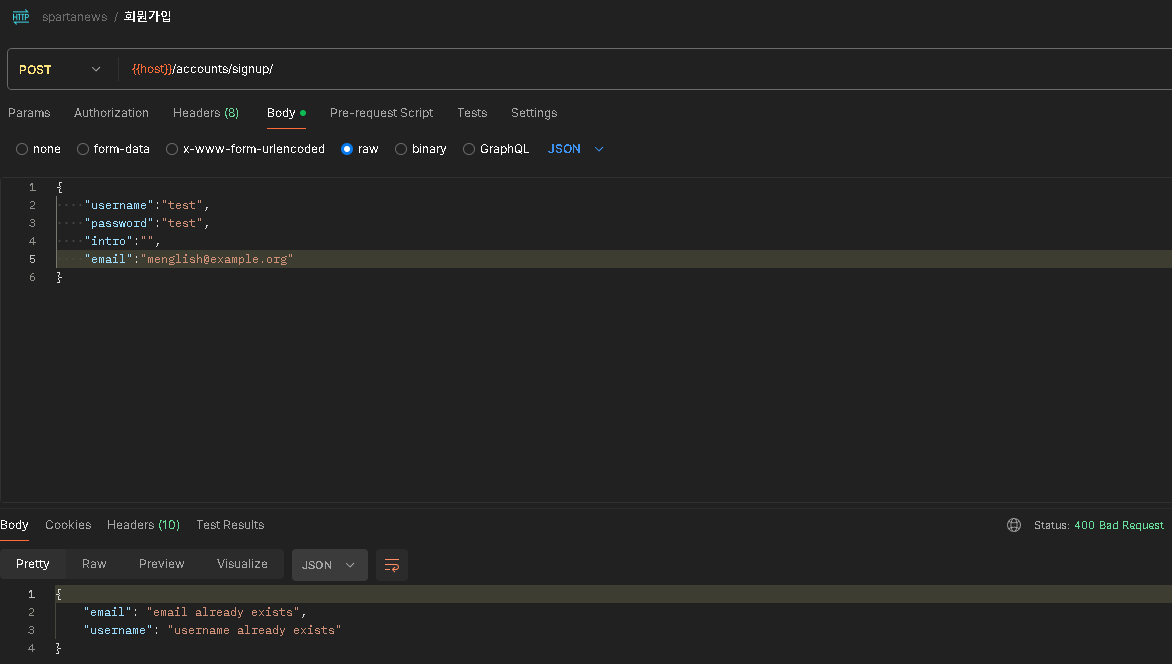 HTTP spartanews / 회원가입
POST {{host}}/accounts/signup/
Params Authorization Headers (8) Body Pre-request Script Tests Settings
none form-data x-www-form-urlencoded raw binary GraphQL JSON
1 {
2 ····"username":"test",
3 ····"password":"test",
4 ····"intro":"",
5 ····"email":"menglish@example.org"
6 }
Body Cookies Headers (10) Test Results Status: 400 Bad Request
Pretty Raw Preview Visualize JSON
1 {
2 "email": "email already exists",
3 "username": "username already exists"
4 }